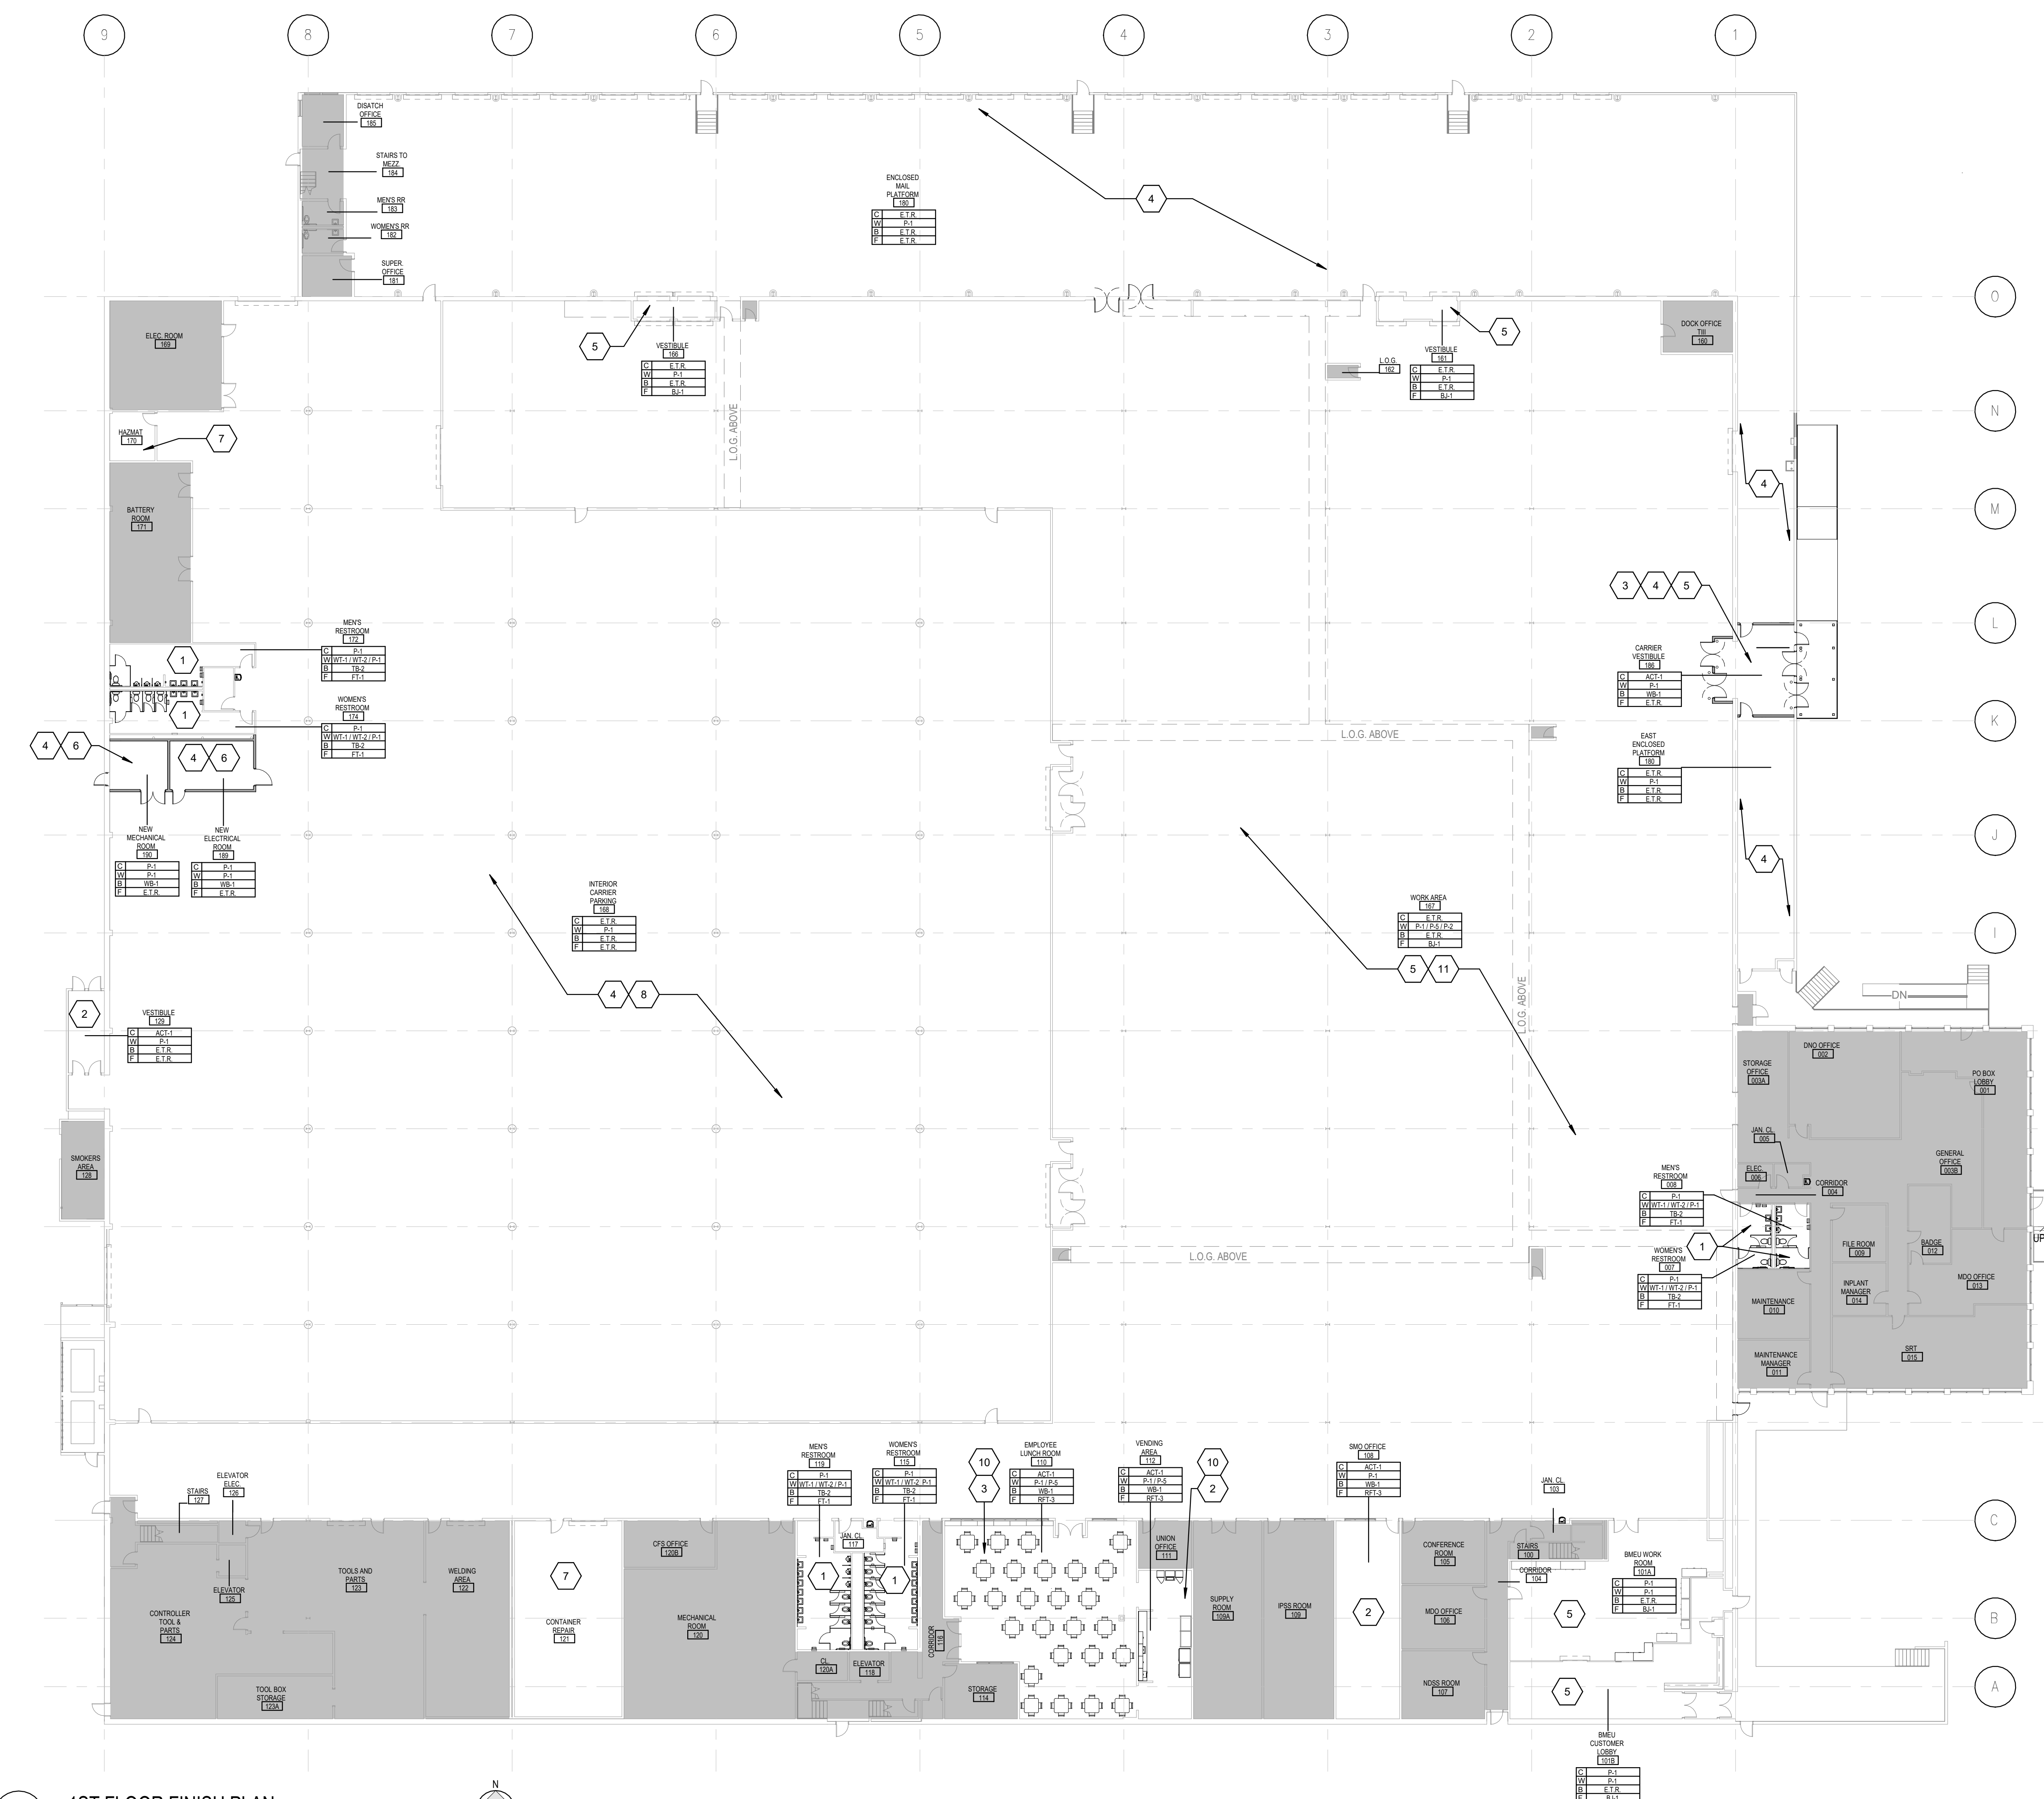 9 8 7 6 5 4 3 2 1
DISATCH
OFFICE
185
STAIRS TO
MEZZ.
184
MEN'S RR
183
WOMEN'S RR
182
SUPER.
OFFICE
181
ENCLOSED
MAIL
PLATFORM
180
C E.T.R.
W P-1
B E.T.R.
F E.T.R.
4
O
ELEC. ROOM
169
5
VESTIBULE
166
C E.T.R.
W P-1
B E.T.R.
F BJ-1
L.O.G. ABOVE
L.O.G.
162
VESTIBULE
161
C E.T.R.
W P-1
B E.T.R.
F BJ-1
5
DOCK OFFICE
TIII
160
N
HAZMAT
170
7
4
M
BATTERY
ROOM
171
3 4 5
L
MEN'S
RESTROOM
172
C P-1
W WT-1 / WT-2 / P-1
B TB-2
F FT-1
1
WOMEN'S
RESTROOM
174
C P-1
W WT-1 / WT-2 / P-1
B TB-2
F FT-1
1
CARRIER
VESTIBULE
186
C ACT-1
W P-1
B WB-1
F E.T.R.
K
4 6
4 6
L.O.G. ABOVE
EAST
ENCLOSED
PLATFORM
180
C E.T.R.
W P-1
B E.T.R.
F E.T.R.
NEW
MECHANICAL
ROOM
190
C P-1
W P-1
B WB-1
F E.T.R.
NEW
ELECTRICAL
ROOM
189
C P-1
W P-1
B WB-1
F E.T.R.
J
4
INTERIOR
CARRIER
PARKING
168
C E.T.R.
W P-1
B E.T.R.
F E.T.R.
4 8
WORK AREA
167
C E.T.R.
W P-1 / P-5 / P-2
B E.T.R.
F BJ-1
5 11
I
L.O.G. ABOVE
DN
2
VESTIBULE
129
C ACT-1
W P-1
B E.T.R.
F E.T.R.
STORAGE
OFFICE
003A
DNO OFFICE
002
PO BOX
LOBBY
001
JAN. CL.
005
ELEC.
006
GENERAL
OFFICE
003B
CORRIDOR
004
SMOKERS
AREA
128
MEN'S
RESTROOM
008
C P-1
W WT-1 / WT-2 / P-1
B TB-2
F FT-1
1
WOMEN'S
RESTROOM
007
C P-1
W WT-1 / WT-2 / P-1
B TB-2
F FT-1
UP
FILE ROOM
009
BADGE
012
L.O.G. ABOVE
INPLANT
MANAGER
014
MDO OFFICE
013
MAINTENANCE
010
MAINTENANCE
MANAGER
011
SRT
015
ELEVATOR
ELEC.
126
STAIRS
127
MEN'S
RESTROOM
119
C P-1
W WT-1 / WT-2 / P-1
B TB-2
F FT-1
WOMEN'S
RESTROOM
115
C P-1
W WT-1 / WT-2 P-1
B TB-2
F FT-1
10
3
EMPLOYEE
LUNCH ROOM
110
C ACT-1
W P-1 / P-5
B WB-1
F RFT-3
VENDING
AREA
112
C ACT-1
W P-1 / P-5
B WB-1
F RFT-3
10
2
SMO OFFICE
108
C ACT-1
W P-1
B WB-1
F RFT-3
JAN. CL.
103
C
CFS OFFICE
120B
JAN. CL.
117
UNION
OFFICE
111
CONFERENCE
ROOM
105
STAIRS
100
CORRIDOR
104
BMEU WORK
ROOM
101A
C P-1
W P-1
B E.T.R.
F BJ-1
ELEVATOR
125
TOOLS AND
PARTS
123
WELDING
AREA
122
7
1
1
CONTROLLER
TOOL &
PARTS
124
CONTAINER
REPAIR
121
MECHANICAL
ROOM
120
CORRIDOR
116
SUPPLY
ROOM
109A
IPSS ROOM
109
2
MDO OFFICE
106
5
B
CL.
120A
ELEVATOR
118
STORAGE
114
TOOL BOX
STORAGE
123A
NDSS ROOM
107
5
A
BMEU
CUSTOMER
LOBBY
101B
C P-1
W P-1
B E.T.R.
F BJ-1
N
1ST FLOOR FINISH PLAN